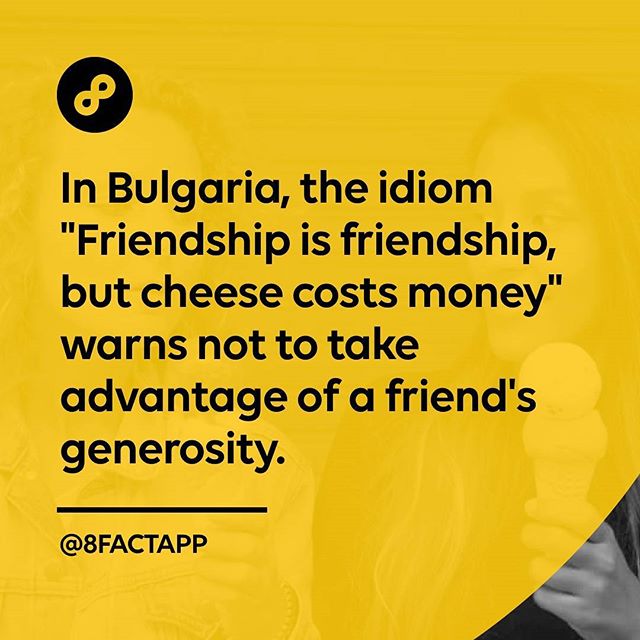 In Bulgaria, the idiom
"Friendship is friendship,
but cheese costs money"
warns not to take
advantage of a friend's
generosity.
@8FACTAPP